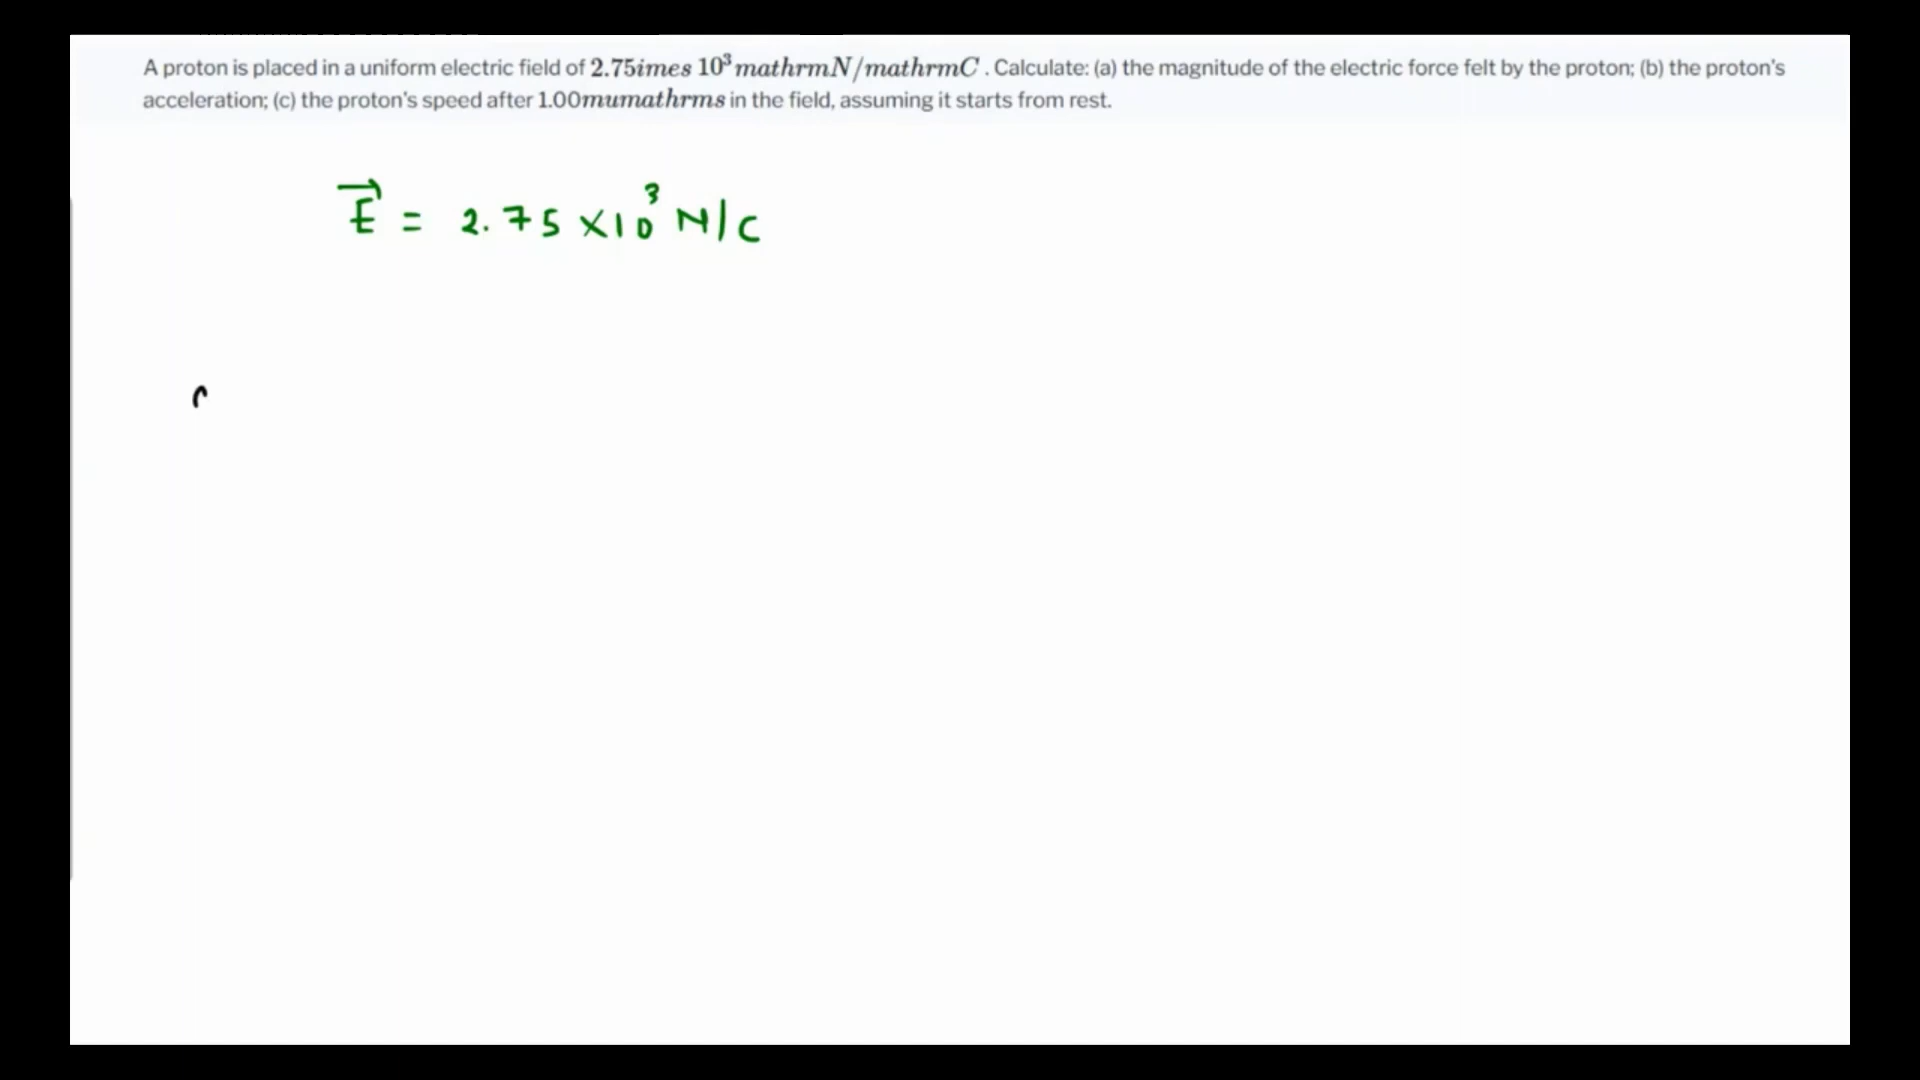 A proton is placed in a uniform electric field of 2.75imes 10³ mathrmN/mathrmC . Calculate: (a) the magnitude of the electric force felt by the proton; (b) the proton's
acceleration; (c) the proton's speed after 1.00mumathrms in the field, assuming it starts from rest.
E⃗ = 2.75 × 10³ N/C